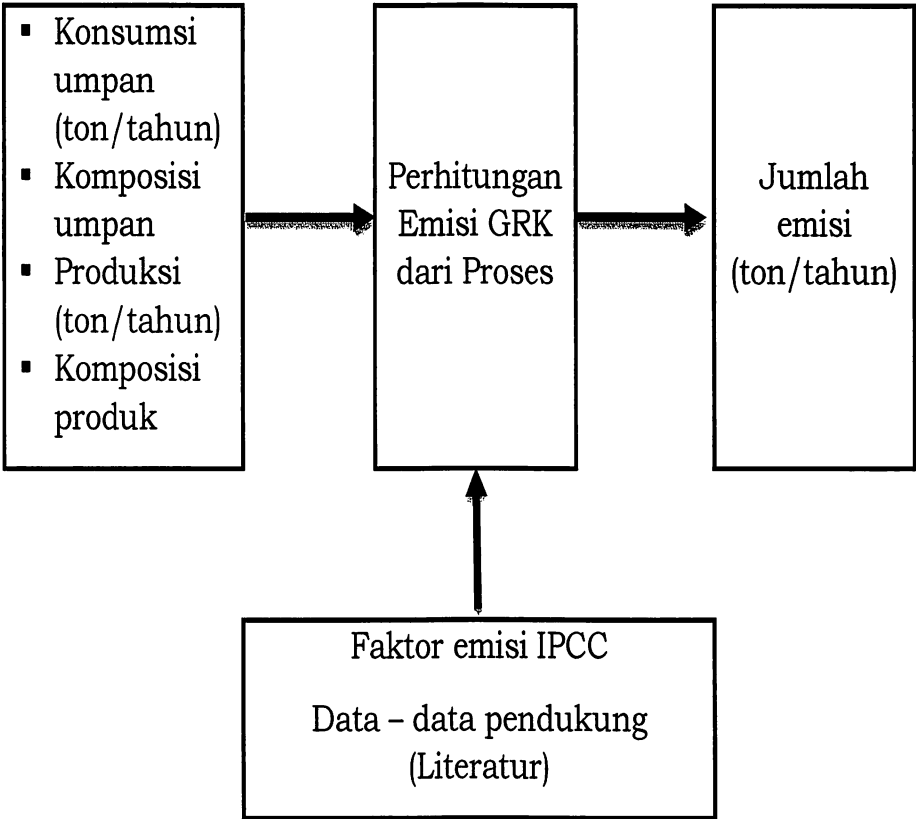 ▪ Konsumsi
umpan
(ton/tahun)
▪ Komposisi
umpan
▪ Produksi
(ton/tahun)
▪ Komposisi
produk
Perhitungan
Emisi GRK
dari Proses
Jumlah
emisi
(ton/tahun)
Faktor emisi IPCC
Data – data pendukung
(Literatur)